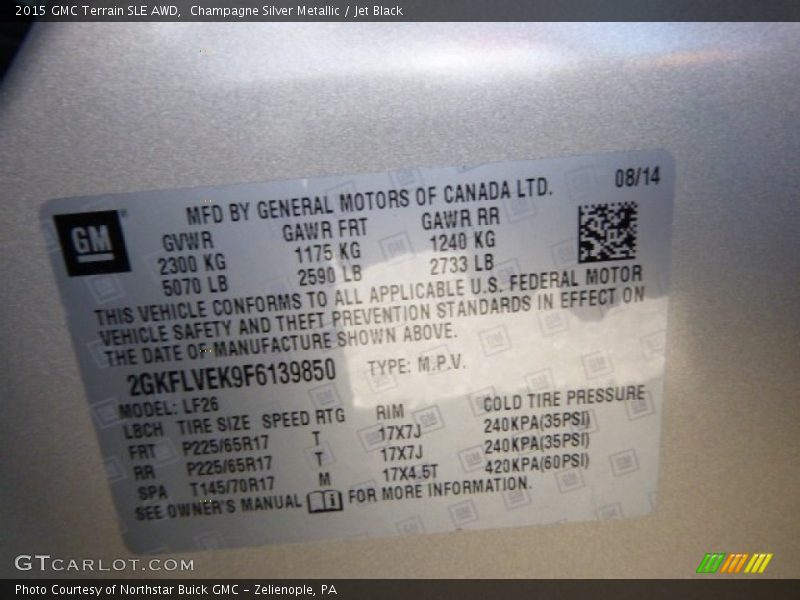 2015 GMC Terrain SLE AWD,  Champagne Silver Metallic / Jet Black
MFD BY GENERAL MOTORS OF CANADA LTD. 08/14
GM
GVWR GAWR FRT GAWR RR
2300 KG 1175 KG 1240 KG
5070 LB 2590 LB 2733 LB
THIS VEHICLE CONFORMS TO ALL APPLICABLE U.S. FEDERAL MOTOR
VEHICLE SAFETY AND THEFT PREVENTION STANDARDS IN EFFECT ON
THE DATE OF MANUFACTURE SHOWN ABOVE.
2GKFLVEK9F6139850 TYPE: M.P.V.
MODEL: LF26
LBCH TIRE SIZE SPEED RTG RIM COLD TIRE PRESSURE
FRT P225/65R17 T 17X7J 240KPA(35PSI)
RR P225/65R17 T 17X7J 240KPA(35PSI)
SPA T145/70R17 M 17X4.5T 420KPA(60PSI)
SEE OWNER'S MANUAL FOR MORE INFORMATION.
GTCARLOT.COM
Photo Courtesy of Northstar Buick GMC - Zelienople, PA